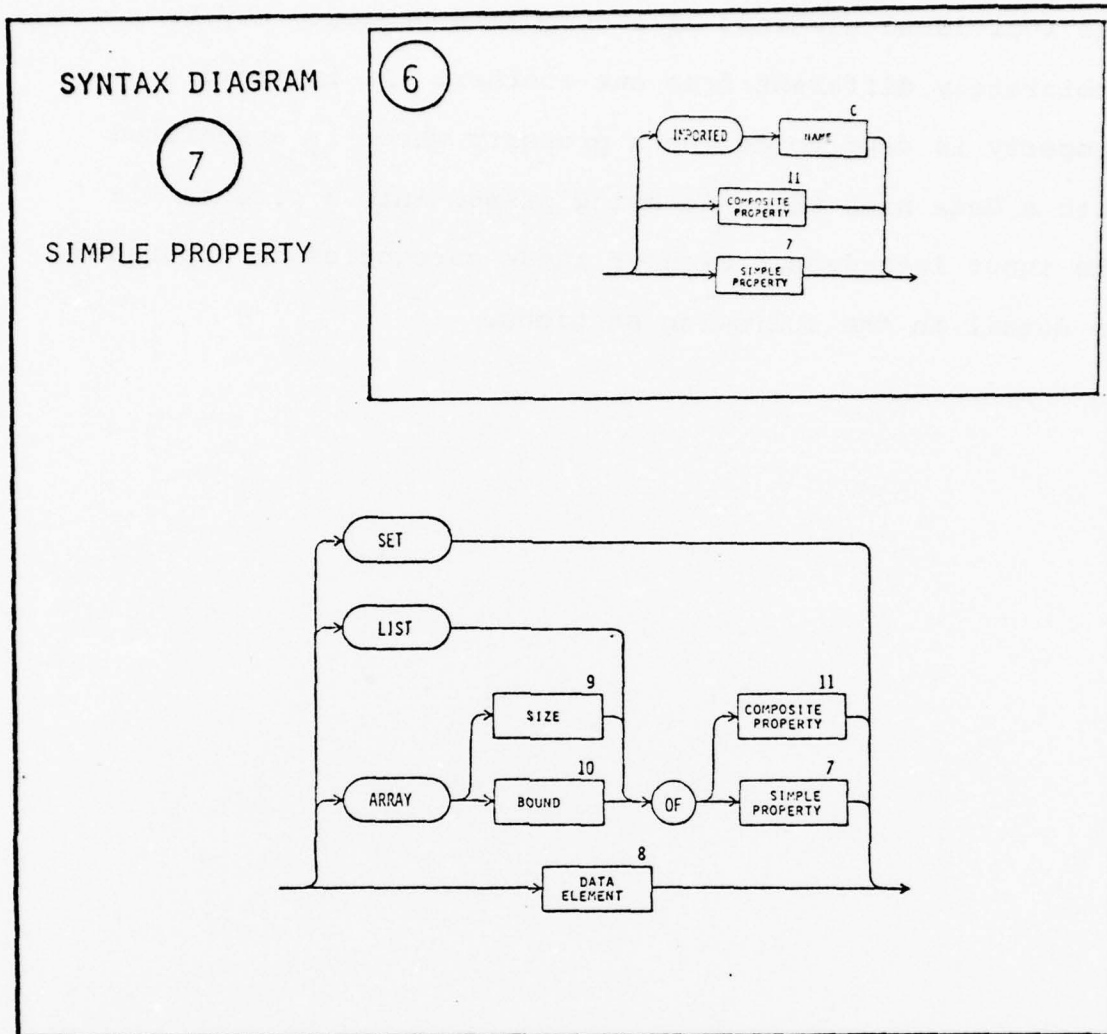 SYNTAX DIAGRAM
7
SIMPLE PROPERTY
6
IMPORTED
C
NAME
11
COMPOSITE
PROPERTY
7
SIMPLE
PROPERTY
SET
LIST
9
SIZE
11
COMPOSITE
PROPERTY
ARRAY
10
BOUND
OF
7
SIMPLE
PROPERTY
8
DATA
ELEMENT